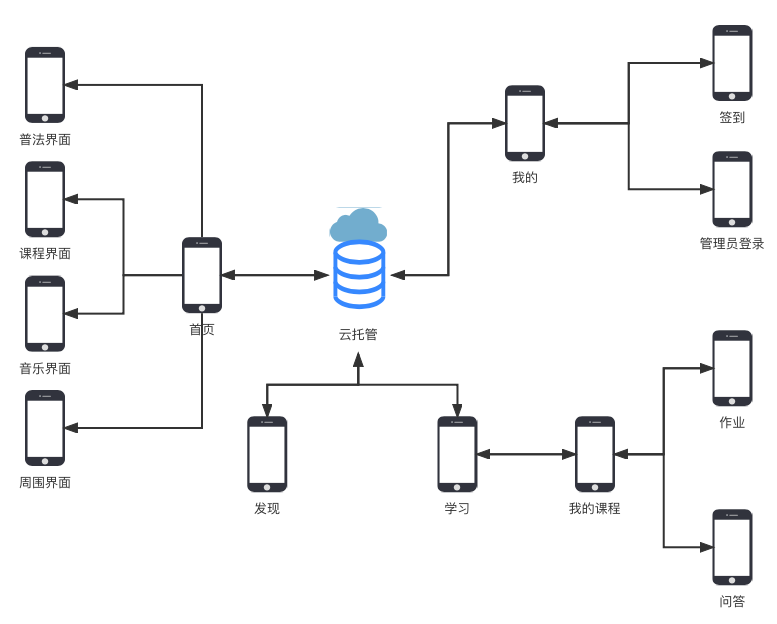 普法界面
课程界面
音乐界面
周围界面
首页
云托管
发现
学习
我的课程
我的
签到
管理员登录
作业
问答